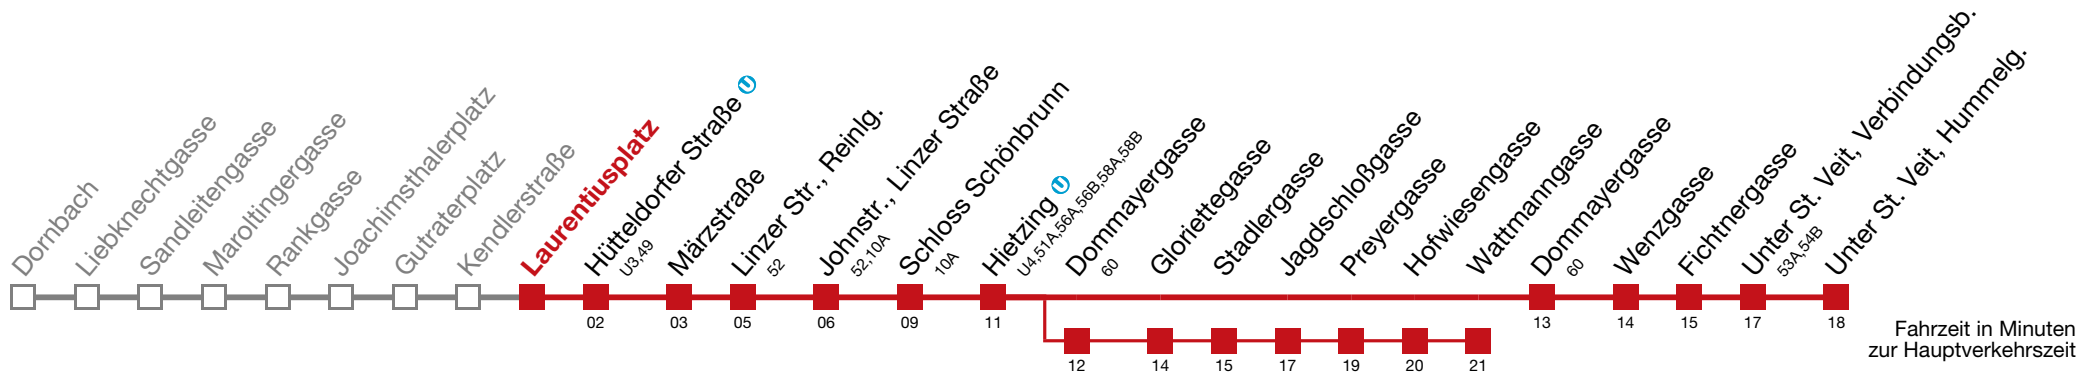 Dornbach
Liebknechtgasse
Sandleitengasse
Maroltingergasse
Rankgasse
Joachimsthalerplatz
Gutraterplatz
Kendlerstraße
Laurentiusplatz
Hütteldorfer Straße U
U3,49
Märzstraße
Linzer Str., Reinlg.
52
Johnstr., Linzer Straße
52,10A
Schloss Schönbrunn
10A
Hietzing U
U4,51A,56A,56B,58A,58B
Dommayergasse
60
Gloriettegasse
Stadlergasse
Jagdschloßgasse
Preyergasse
Hofwiesengasse
Wattmanngasse
Dommayergasse
60
Wenzgasse
Fichtnergasse
Unter St. Veit, Verbindungsb.
53A,54B
Unter St. Veit, Hummelg.
02 03 05 06 09 11 13 14 15 17 18
12 14 15 17 19 20 21
Fahrzeit in Minuten
zur Hauptverkehrszeit